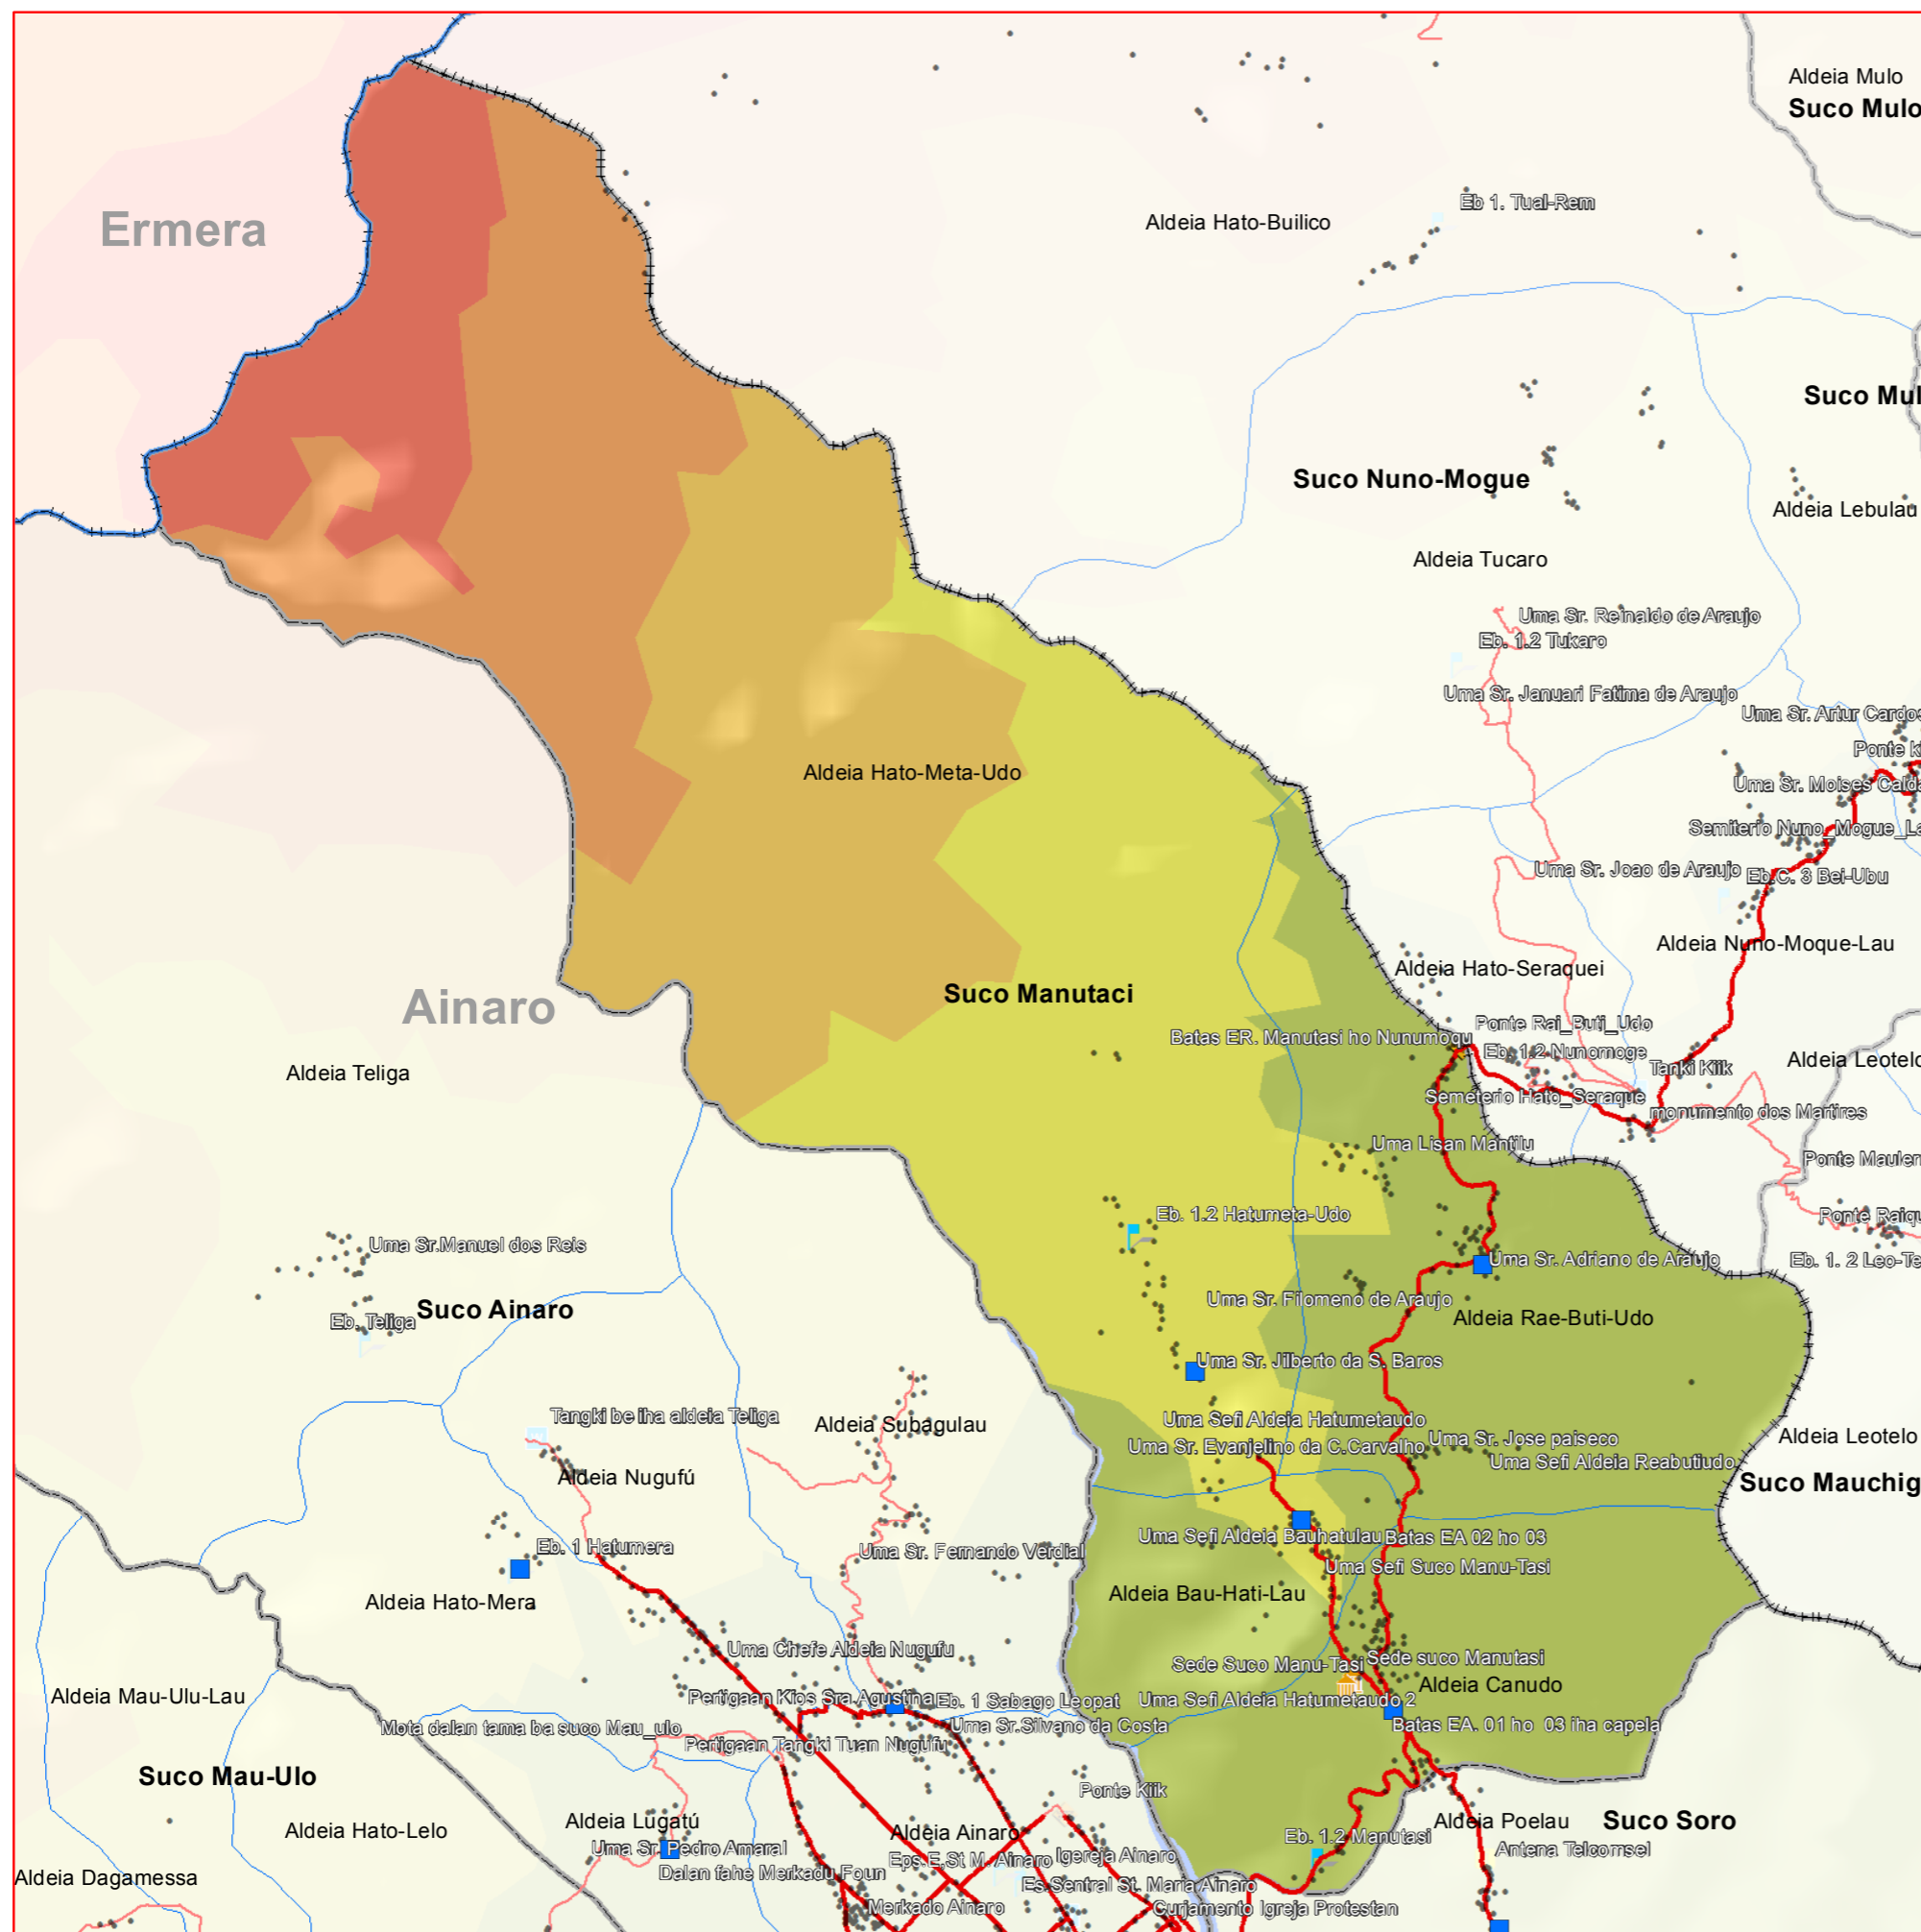 Aldeia Mulo
Suco Mulo
Eb 1. Tual-Rem
Aldeia Hato-Builico
Ermera
Suco Nuno-Mogue
Aldeia Lebulau
Aldeia Tucaro
Uma Sr. Reinaldo de Araujo
Eb. 1.2 Tukaro
Uma Sr. Januari Fatima de Araujo
Uma Sr. Artur Cardos
Ponte k
Aldeia Hato-Meta-Udo
Uma Sr. Moises Calda
Semiterio Nuno_Mogue_La
Uma Sr. Joao de Araujo
Eb.C. 3 Bei-Ubu
Aldeia Nuno-Moque-Lau
Aldeia Hato-Seraquei
Suco Manutaci
Ainaro
Ponte Rai_Buti_Udo
Batas ER. Manutasi ho Nunumoqu
Eb. 1.2 Nunomoge
Tanki Kiik
Aldeia Leotelo
Aldeia Teliga
Semeterio Hato_Seraque
monumento dos Martires
Uma Lisan Mantilu
Ponte Maulen
Eb. 1.2 Hatumeta-Udo
Ponte Raiqu
Uma Sr.Manuel dos Reis
Uma Sr. Adriano de Araujo
Eb. 1. 2 Leo-Te
Uma Sr. Filomeno de Araujo
Suco Ainaro
Eb. Teliga
Aldeia Rae-Buti-Udo
Uma Sr. Jilberto da S. Baros
Tangki be iha aldeia Teliga
Aldeia Subagulau
Uma Sefi Aldeia Hatumetaudo
Uma Sr. Evanjelino da C.Carvalho
Uma Sr. Jose paiseco
Aldeia Leotelo
Uma Sefi Aldeia Reabutiudo
Aldeia Nugufú
Suco Mauchig
Eb. 1 Hatumera
Uma Sr. Fernando Verdial
Uma Sefi Aldeia Bauhatulau
Batas EA 02 ho 03
Uma Sefi Suco Manu-Tasi
Aldeia Hato-Mera
Aldeia Bau-Hati-Lau
Uma Chefe Aldeia Nugufu
Sede Suco Manu-Tasi
Sede suco Manutasi
Aldeia Canudo
Aldeia Mau-Ulu-Lau
Pertigaan Kios Sra Agustina
Eb. 1 Sabago Leopat
Uma Sefi Aldeia Hatumetaudo 2
Mota dalan tama ba suco Mau_ulo
Uma Sr.Silvano da Costa
Batas EA. 01 ho 03 iha capela
Pertigaan Tangki Tuan Nugufu
Suco Mau-Ulo
Ponte Kiik
Aldeia Hato-Lelo
Aldeia Lugatú
Aldeia Ainaro
Aldeia Poelau
Suco Soro
Uma Sr. Pedro Amaral
Eb. 1.2 Manutasi
Antena Telcomsel
Eps.E.St M. Ainaro
Igereja Ainaro
Aldeia Dagamessa
Dalan fahe Merkadu Foun
Es.Sentral St. Maria Ainaro
Merkado Ainaro
Curjamento Igreja Protestan